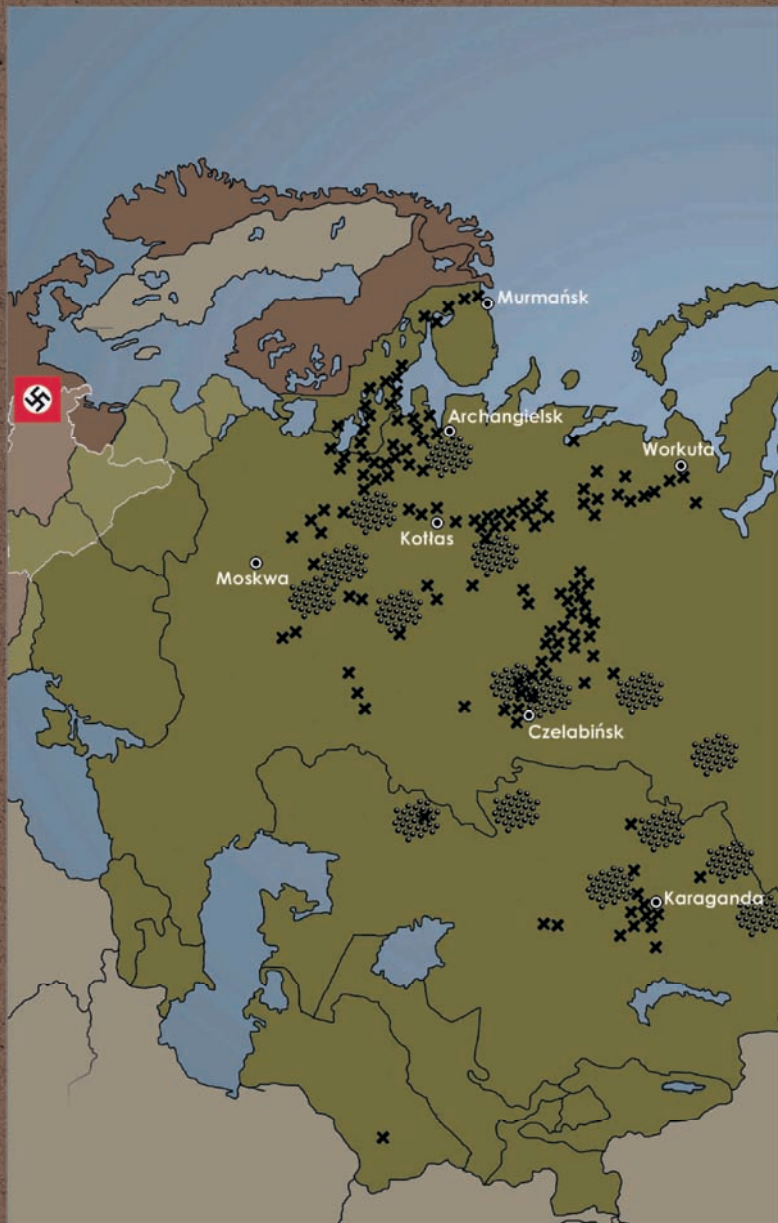 Murmańsk
Archangielsk
Workuta
Kotłas
Moskwa
Czelabińsk
Karaganda